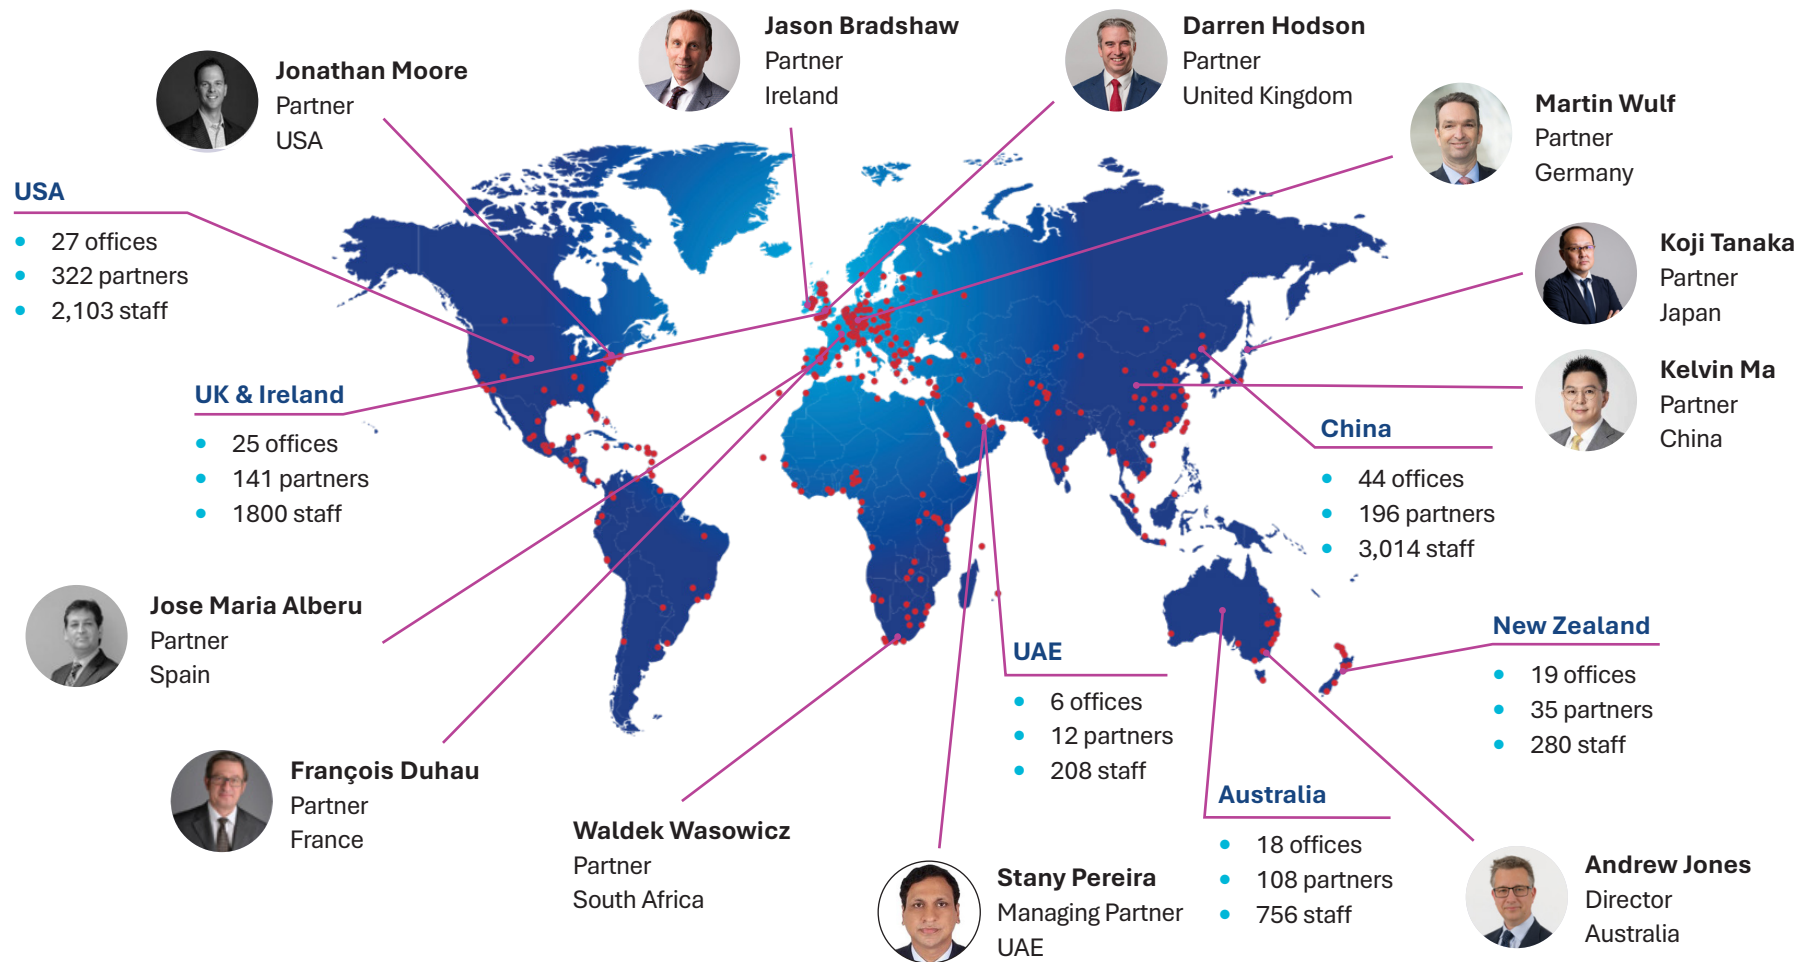 Jason Bradshaw
Partner
Ireland
Darren Hodson
Partner
United Kingdom
Jonathan Moore
Partner
USA
Martin Wulf
Partner
Germany
USA
27 offices
322 partners
2,103 staff
Koji Tanaka
Partner
Japan
Kelvin Ma
Partner
China
UK & Ireland
25 offices
141 partners
1800 staff
China
44 offices
196 partners
3,014 staff
Jose Maria Alberu
Partner
Spain
New Zealand
19 offices
35 partners
280 staff
UAE
6 offices
12 partners
208 staff
François Duhau
Partner
France
Australia
18 offices
108 partners
756 staff
Waldek Wasowicz
Partner
South Africa
Stany Pereira
Managing Partner
UAE
Andrew Jones
Director
Australia